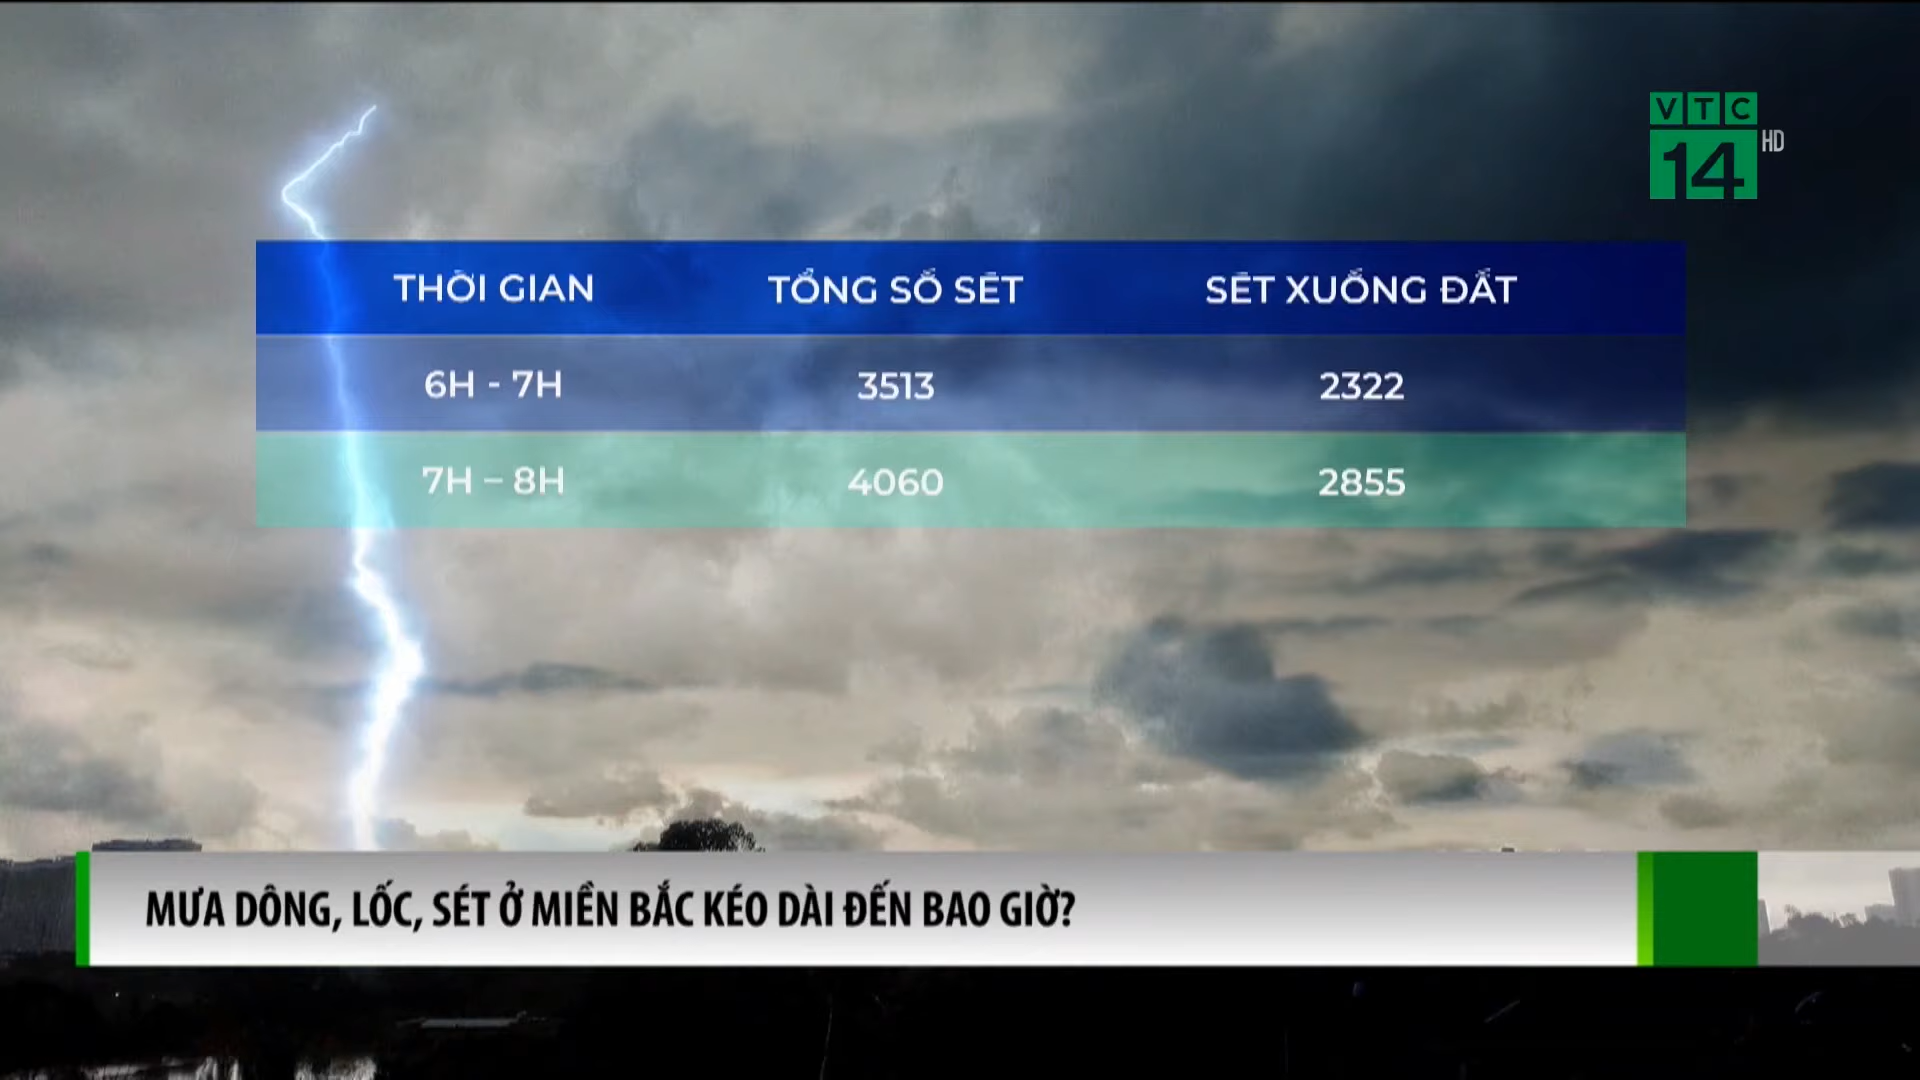 VTC
14 HD
THỜI GIAN TỔNG SỐ SÉT SÉT XUỐNG ĐẤT
6H - 7H 3513 2322
7H – 8H 4060 2855
MƯA DÔNG, LỐC, SÉT Ở MIỀN BẮC KÉO DÀI ĐẾN BAO GIỜ?